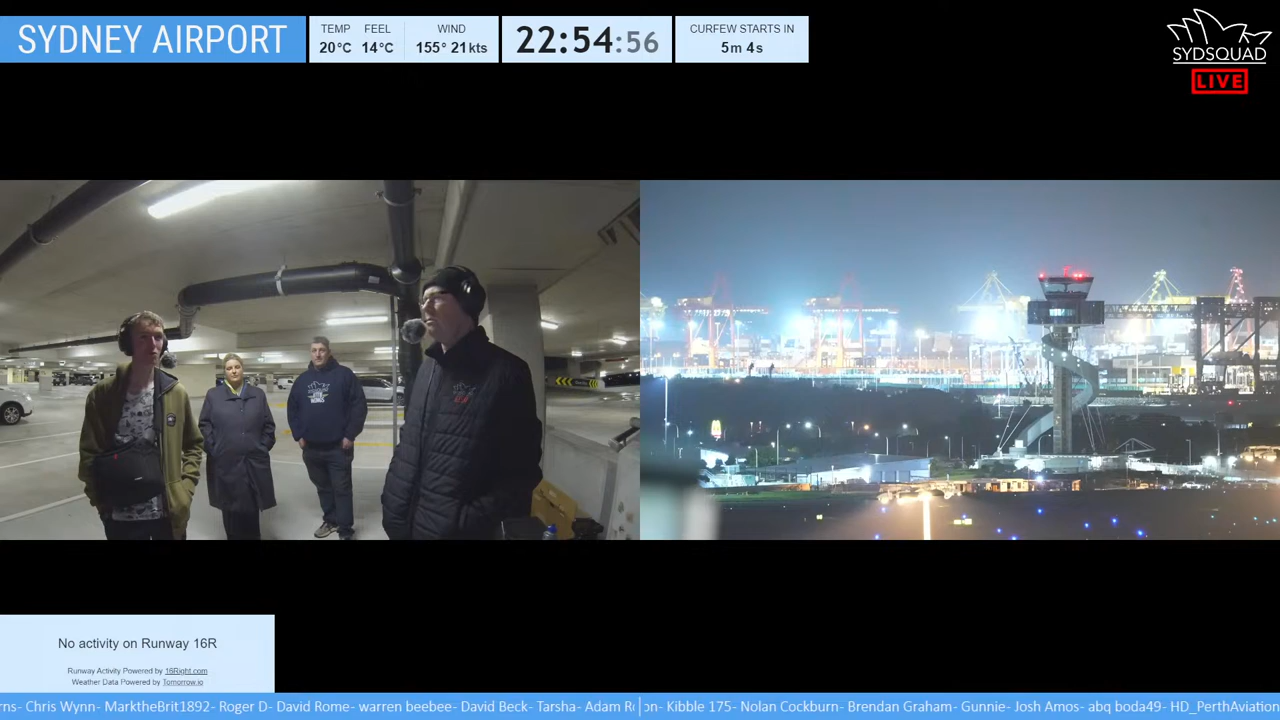 SYDNEY AIRPORT
TEMP FEEL WIND
20°C 14°C 155° 21kts
22:54:56
CURFEW STARTS IN
5m 4s
SYDSQUAD
LIVE
No activity on Runway 16R
Runway Activity Powered by 16Right.com
Weather Data Powered by Tomorrow.io
rns- Chris Wynn- MarktheBrit1892- Roger D- David Rome- warren beebee- David Beck- Tarsha- Adam R
on- Kibble 175- Nolan Cockburn- Brendan Graham- Gunnie- Josh Amos- abq boda49- HD_PerthAviation